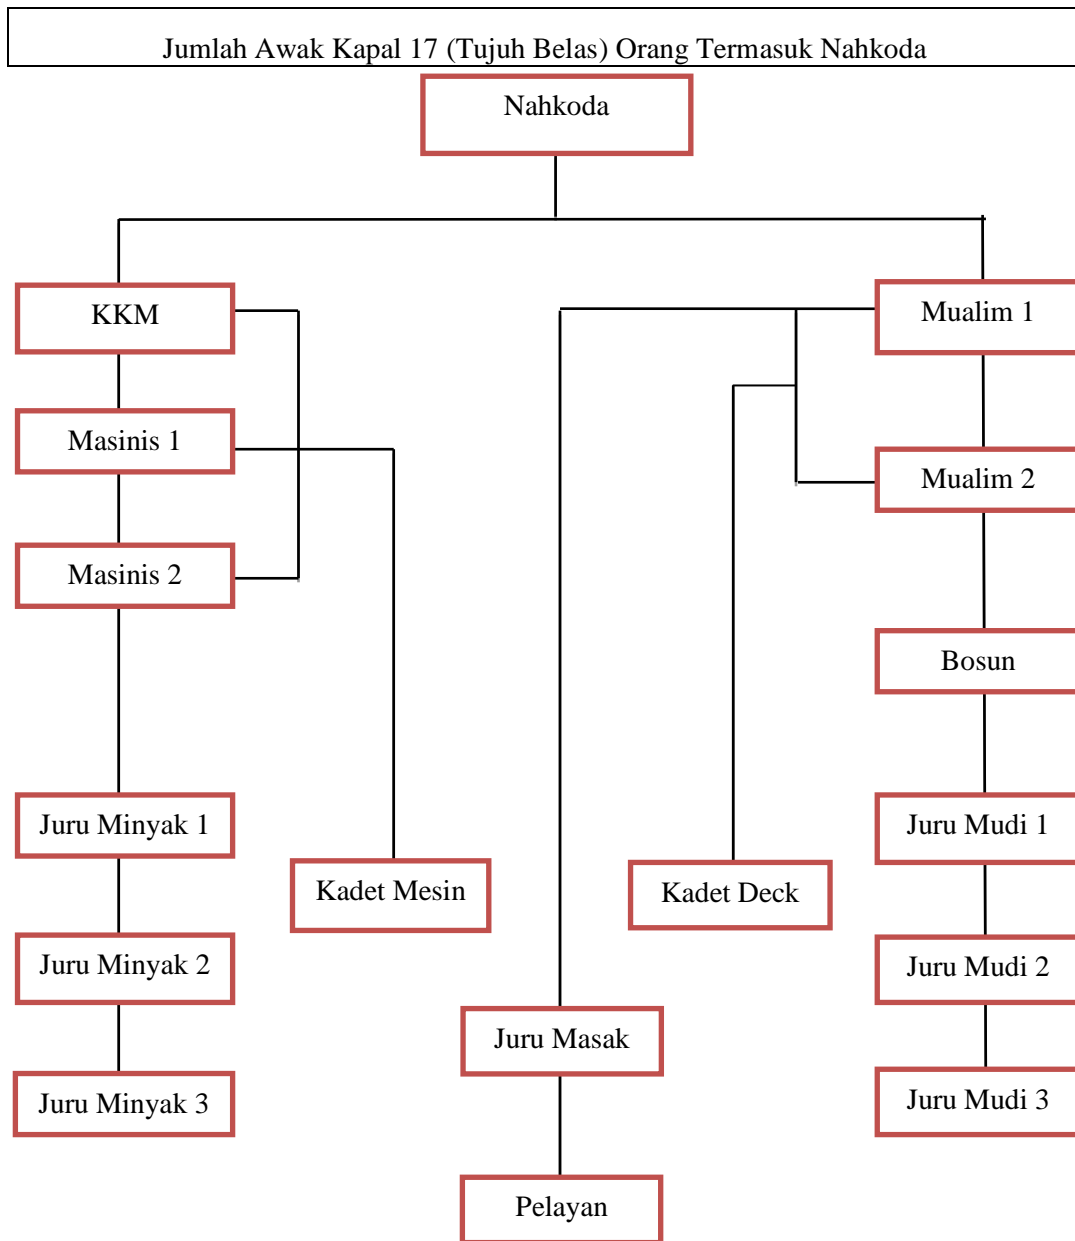 Jumlah Awak Kapal 17 (Tujuh Belas) Orang Termasuk Nahkoda
Nahkoda
KKM
Mualim 1
Masinis 1
Mualim 2
Masinis 2
Bosun
Juru Minyak 1
Juru Mudi 1
Kadet Mesin
Kadet Deck
Juru Minyak 2
Juru Mudi 2
Juru Masak
Juru Minyak 3
Juru Mudi 3
Pelayan